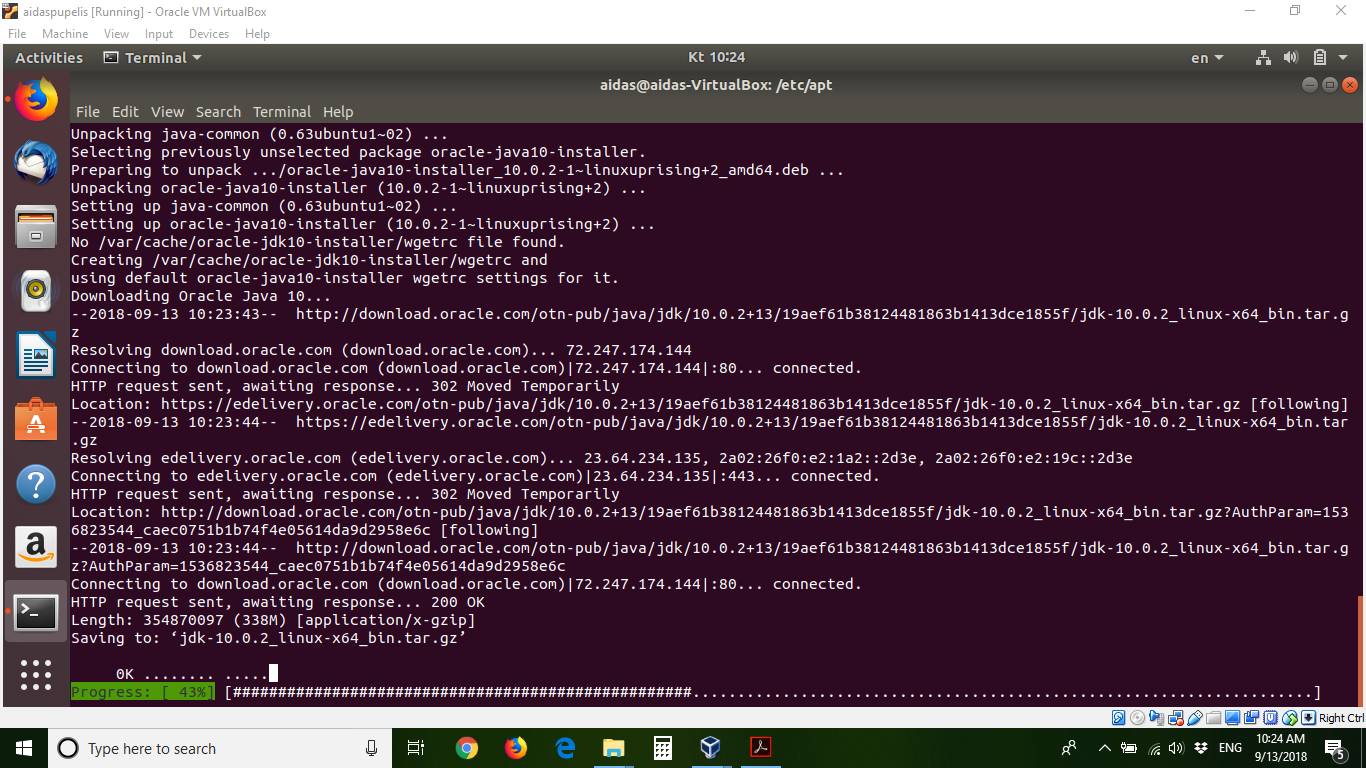 aidaspupelis [Running] - Oracle VM VirtualBox
File Machine View Input Devices Help
Activities Terminal Kt 10:24 en
aidas@aidas-VirtualBox: /etc/apt
File Edit View Search Terminal Help
Unpacking java-common (0.63ubuntu1~02) ...
Selecting previously unselected package oracle-java10-installer.
Preparing to unpack .../oracle-java10-installer_10.0.2-1~linuxuprising+2_amd64.deb ...
Unpacking oracle-java10-installer (10.0.2-1~linuxuprising+2) ...
Setting up java-common (0.63ubuntu1~02) ...
Setting up oracle-java10-installer (10.0.2-1~linuxuprising+2) ...
No /var/cache/oracle-jdk10-installer/wgetrc file found.
Creating /var/cache/oracle-jdk10-installer/wgetrc and
using default oracle-java10-installer wgetrc settings for it.
Downloading Oracle Java 10...
--2018-09-13 10:23:43--  http://download.oracle.com/otn-pub/java/jdk/10.0.2+13/19aef61b38124481863b1413dce1855f/jdk-10.0.2_linux-x64_bin.tar.g
z
Resolving download.oracle.com (download.oracle.com)... 72.247.174.144
Connecting to download.oracle.com (download.oracle.com)|72.247.174.144|:80... connected.
HTTP request sent, awaiting response... 302 Moved Temporarily
Location: https://edelivery.oracle.com/otn-pub/java/jdk/10.0.2+13/19aef61b38124481863b1413dce1855f/jdk-10.0.2_linux-x64_bin.tar.gz [following]
--2018-09-13 10:23:44--  https://edelivery.oracle.com/otn-pub/java/jdk/10.0.2+13/19aef61b38124481863b1413dce1855f/jdk-10.0.2_linux-x64_bin.tar
.gz
Resolving edelivery.oracle.com (edelivery.oracle.com)... 23.64.234.135, 2a02:26f0:e2:1a2::2d3e, 2a02:26f0:e2:19c::2d3e
Connecting to edelivery.oracle.com (edelivery.oracle.com)|23.64.234.135|:443... connected.
HTTP request sent, awaiting response... 302 Moved Temporarily
Location: http://download.oracle.com/otn-pub/java/jdk/10.0.2+13/19aef61b38124481863b1413dce1855f/jdk-10.0.2_linux-x64_bin.tar.gz?AuthParam=153
6823544_caec0751b1b74f4e05614da9d2958e6c [following]
--2018-09-13 10:23:44--  http://download.oracle.com/otn-pub/java/jdk/10.0.2+13/19aef61b38124481863b1413dce1855f/jdk-10.0.2_linux-x64_bin.tar.g
z?AuthParam=1536823544_caec0751b1b74f4e05614da9d2958e6c
Connecting to download.oracle.com (download.oracle.com)|72.247.174.144|:80... connected.
HTTP request sent, awaiting response... 200 OK
Length: 354870097 (338M) [application/x-gzip]
Saving to: ‘jdk-10.0.2_linux-x64_bin.tar.gz’
0K ........ .....
Progress: [ 43%] [###################################################.....................................................................]
Right Ctrl
Type here to search
ENG
10:24 AM
9/13/2018
5